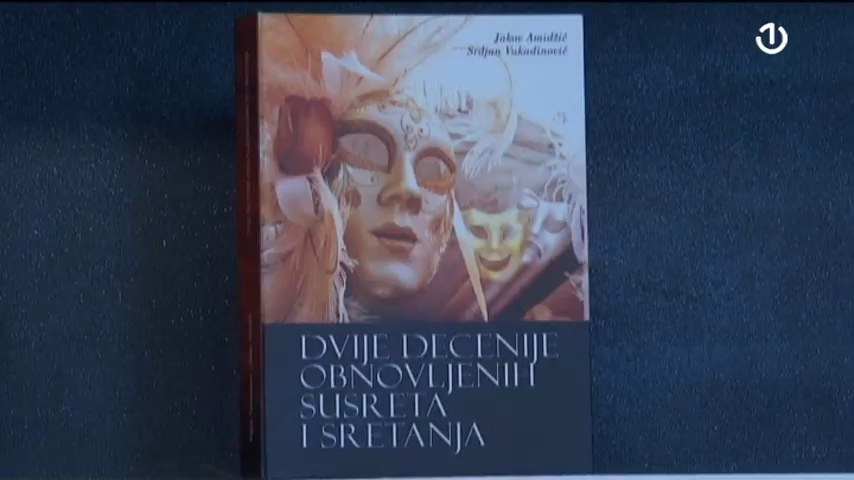 Jakov Amidžić
Srdjan Vukadinović
DVIJE DECENIJE
OBNOVLJENIH
SUSRETA
I SRETANJA